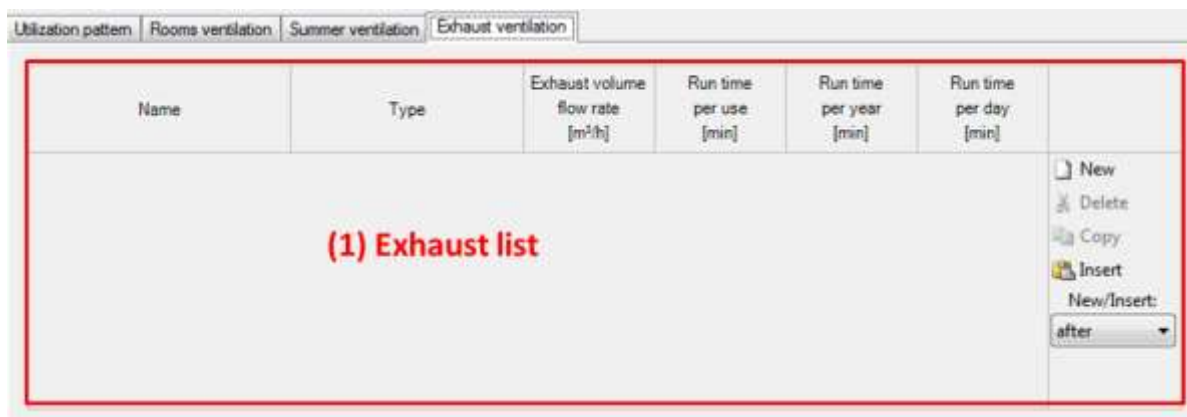 Utilization pattern Rooms ventilation Summer ventilation Exhaust ventilation
Name
Type
Exhaust volume
flow rate
[m³/h]
Run time
per use
[min]
Run time
per year
[min]
Run time
per day
[min]
(1) Exhaust list
New
Delete
Copy
Insert
New/Insert:
after